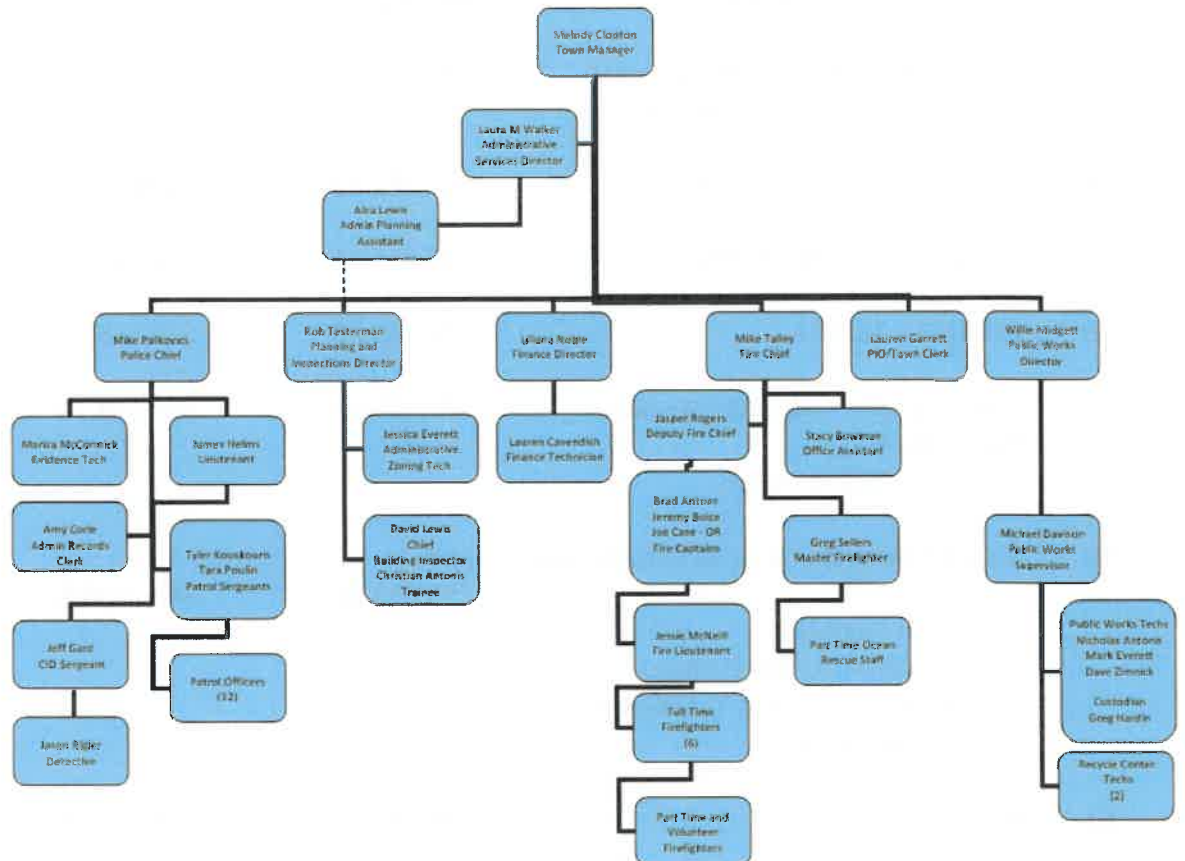 Melody Clopton
Town Manager
Laura M Walker
Administrative
Services Director
Lewis
Admin Planning
Assistant
Mike Palkovics -
Police Chief
Rob Testerman
Planning and
Inspections Director
Liliana Noble
Finance Director
Mike Talley
Fire Chief
Lauren Garrett
PIO/Town Clerk
Willie Midgett
Public Works
Director
Monica McCormick
Evidence Tech
James Helms
Lieutenant
Jessica Everett
Administrative
Zoning Tech
Lauren Cavendish
Finance Technician
Jasper Rogers
Deputy Fire Chief
Stacy Bowman
Office Assistant
Amy
Admin Records
Clerk
Tyler Kouskouris
Tara Poulin
Patrol Sergeants
David Lewis
Chief
Building Inspector
Christian Antonis
Trainee
Brad Antonis
Jeremy Boice
Joe Case - OR
Fire Captains
Greg Sellers
Master Firefighter
Michael Dawson
Public Works
Supervisor
Jeff Gard
CID Sergeant
Patrol Officers
(12)
Jessie McNeill
Fire Lieutenant
Part Time Ocean
Rescue Staff
Public Works Techs
Nicholas Antonis
Mark Everett
Dave Zimnick
Custodian
Greg Hardin
Jason Rigler
Detective
Full Time
Firefighters
(6)
Recycle Center
Techs
(2)
Part Time and
Volunteer
Firefighters